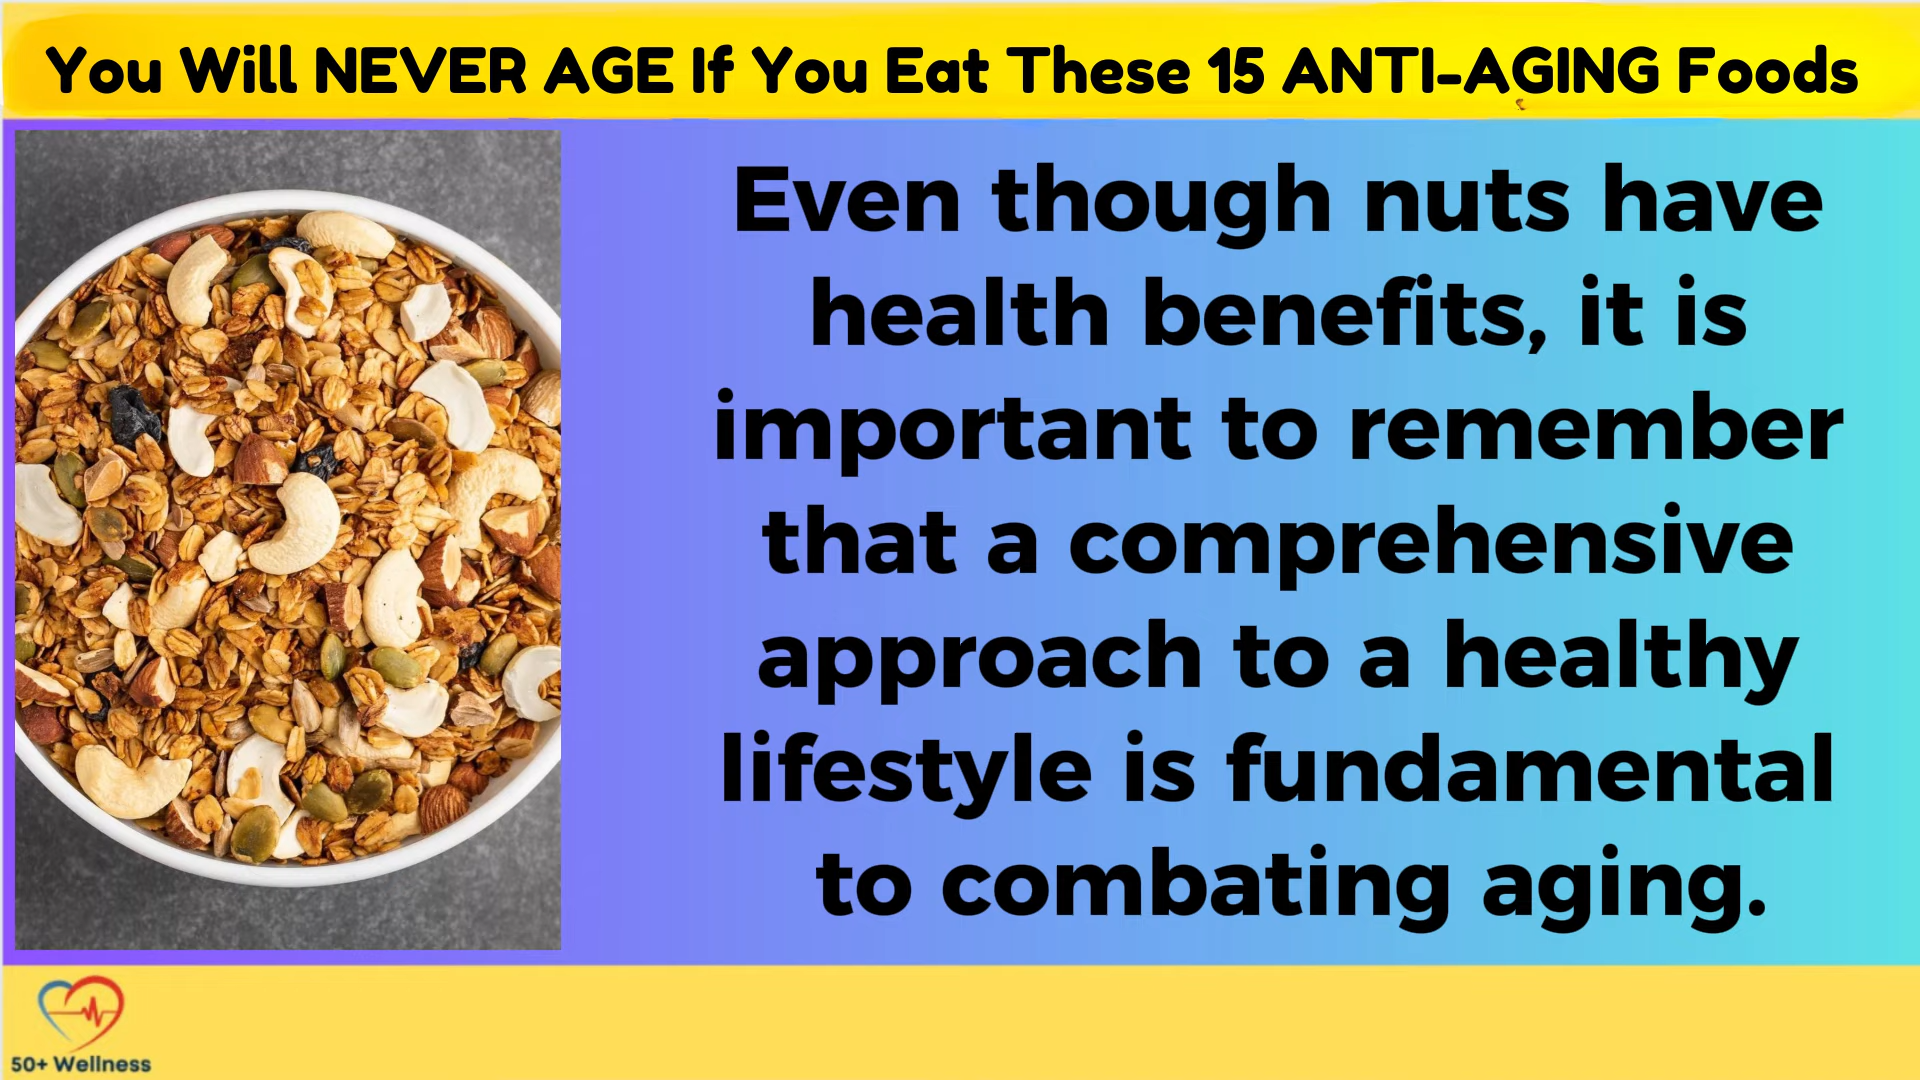 You Will NEVER AGE If You Eat These 15 ANTI-AGING Foods
Even though nuts have
health benefits, it is
important to remember
that a comprehensive
approach to a healthy
lifestyle is fundamental
to combating aging.
50+ Wellness